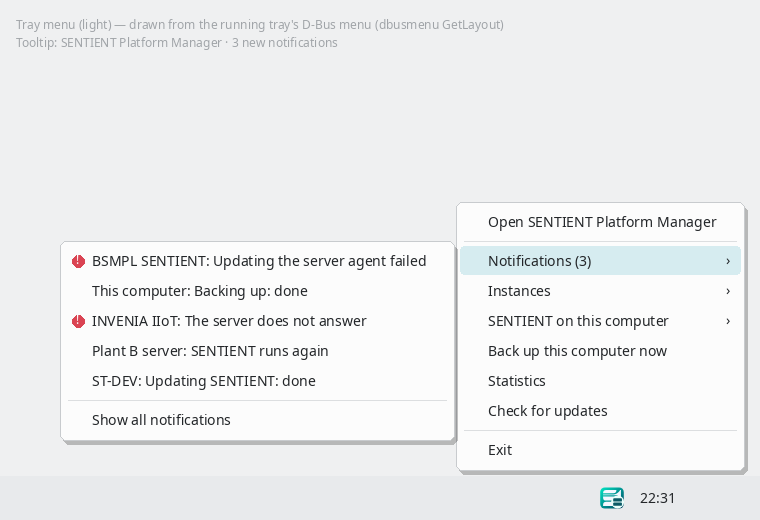 Tray menu (light) — drawn from the running tray's D-Bus menu (dbusmenu GetLayout)
Tooltip: SENTIENT Platform Manager · 3 new notifications
Open SENTIENT Platform Manager
Notifications (3) ›
Instances ›
SENTIENT on this computer ›
Back up this computer now
Statistics
Check for updates
Exit
BSMPL SENTIENT: Updating the server agent failed
This computer: Backing up: done
INVENIA IIoT: The server does not answer
Plant B server: SENTIENT runs again
ST-DEV: Updating SENTIENT: done
Show all notifications
22:31